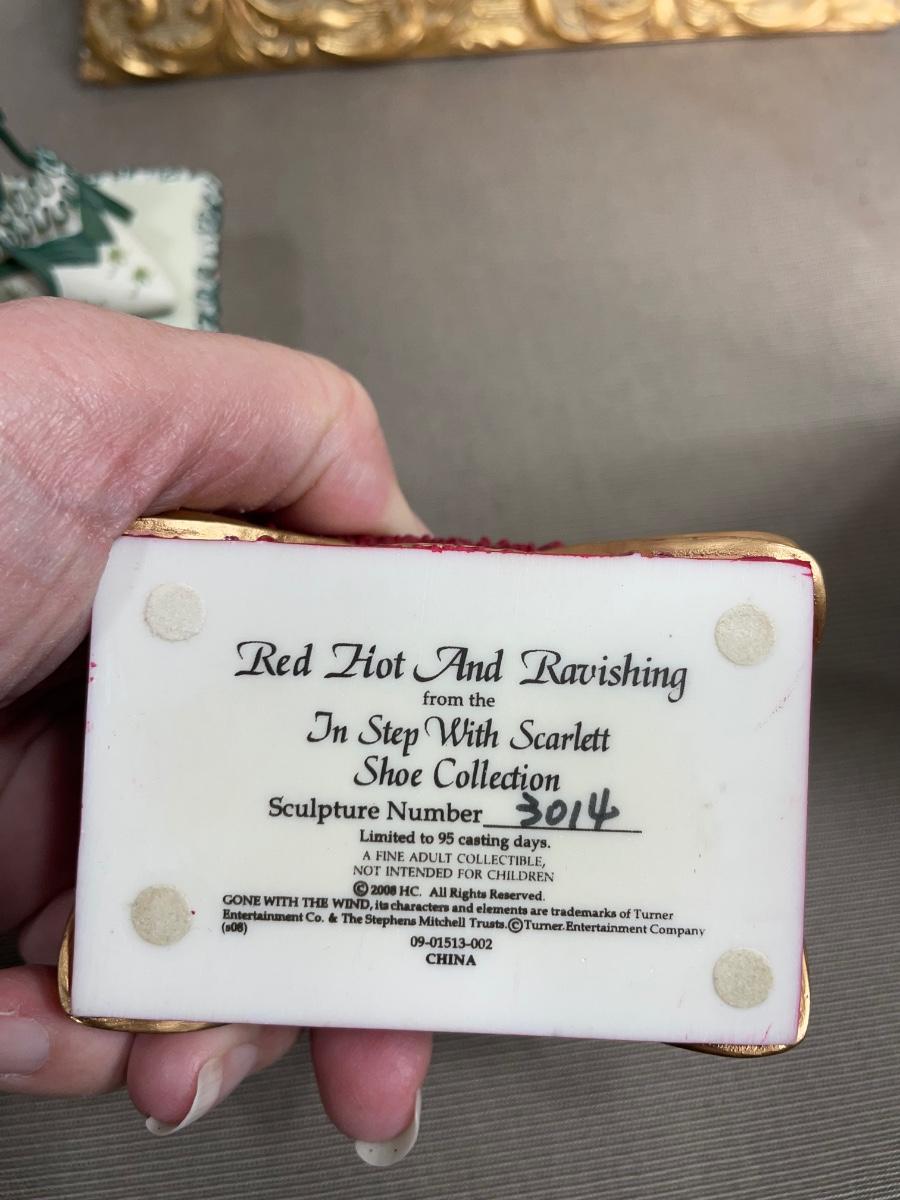 Red Hot And Ravishing
from the
In Step With Scarlett
Shoe Collection
Sculpture Number 3014
Limited to 95 casting days.
A FINE ADULT COLLECTIBLE,
NOT INTENDED FOR CHILDREN
© 2008 HC. All Rights Reserved.
GONE WITH THE WIND, its characters and elements are trademarks of Turner
Entertainment Co. & The Stephens Mitchell Trusts. © Turner Entertainment Company
(s08)
09-01513-002
CHINA